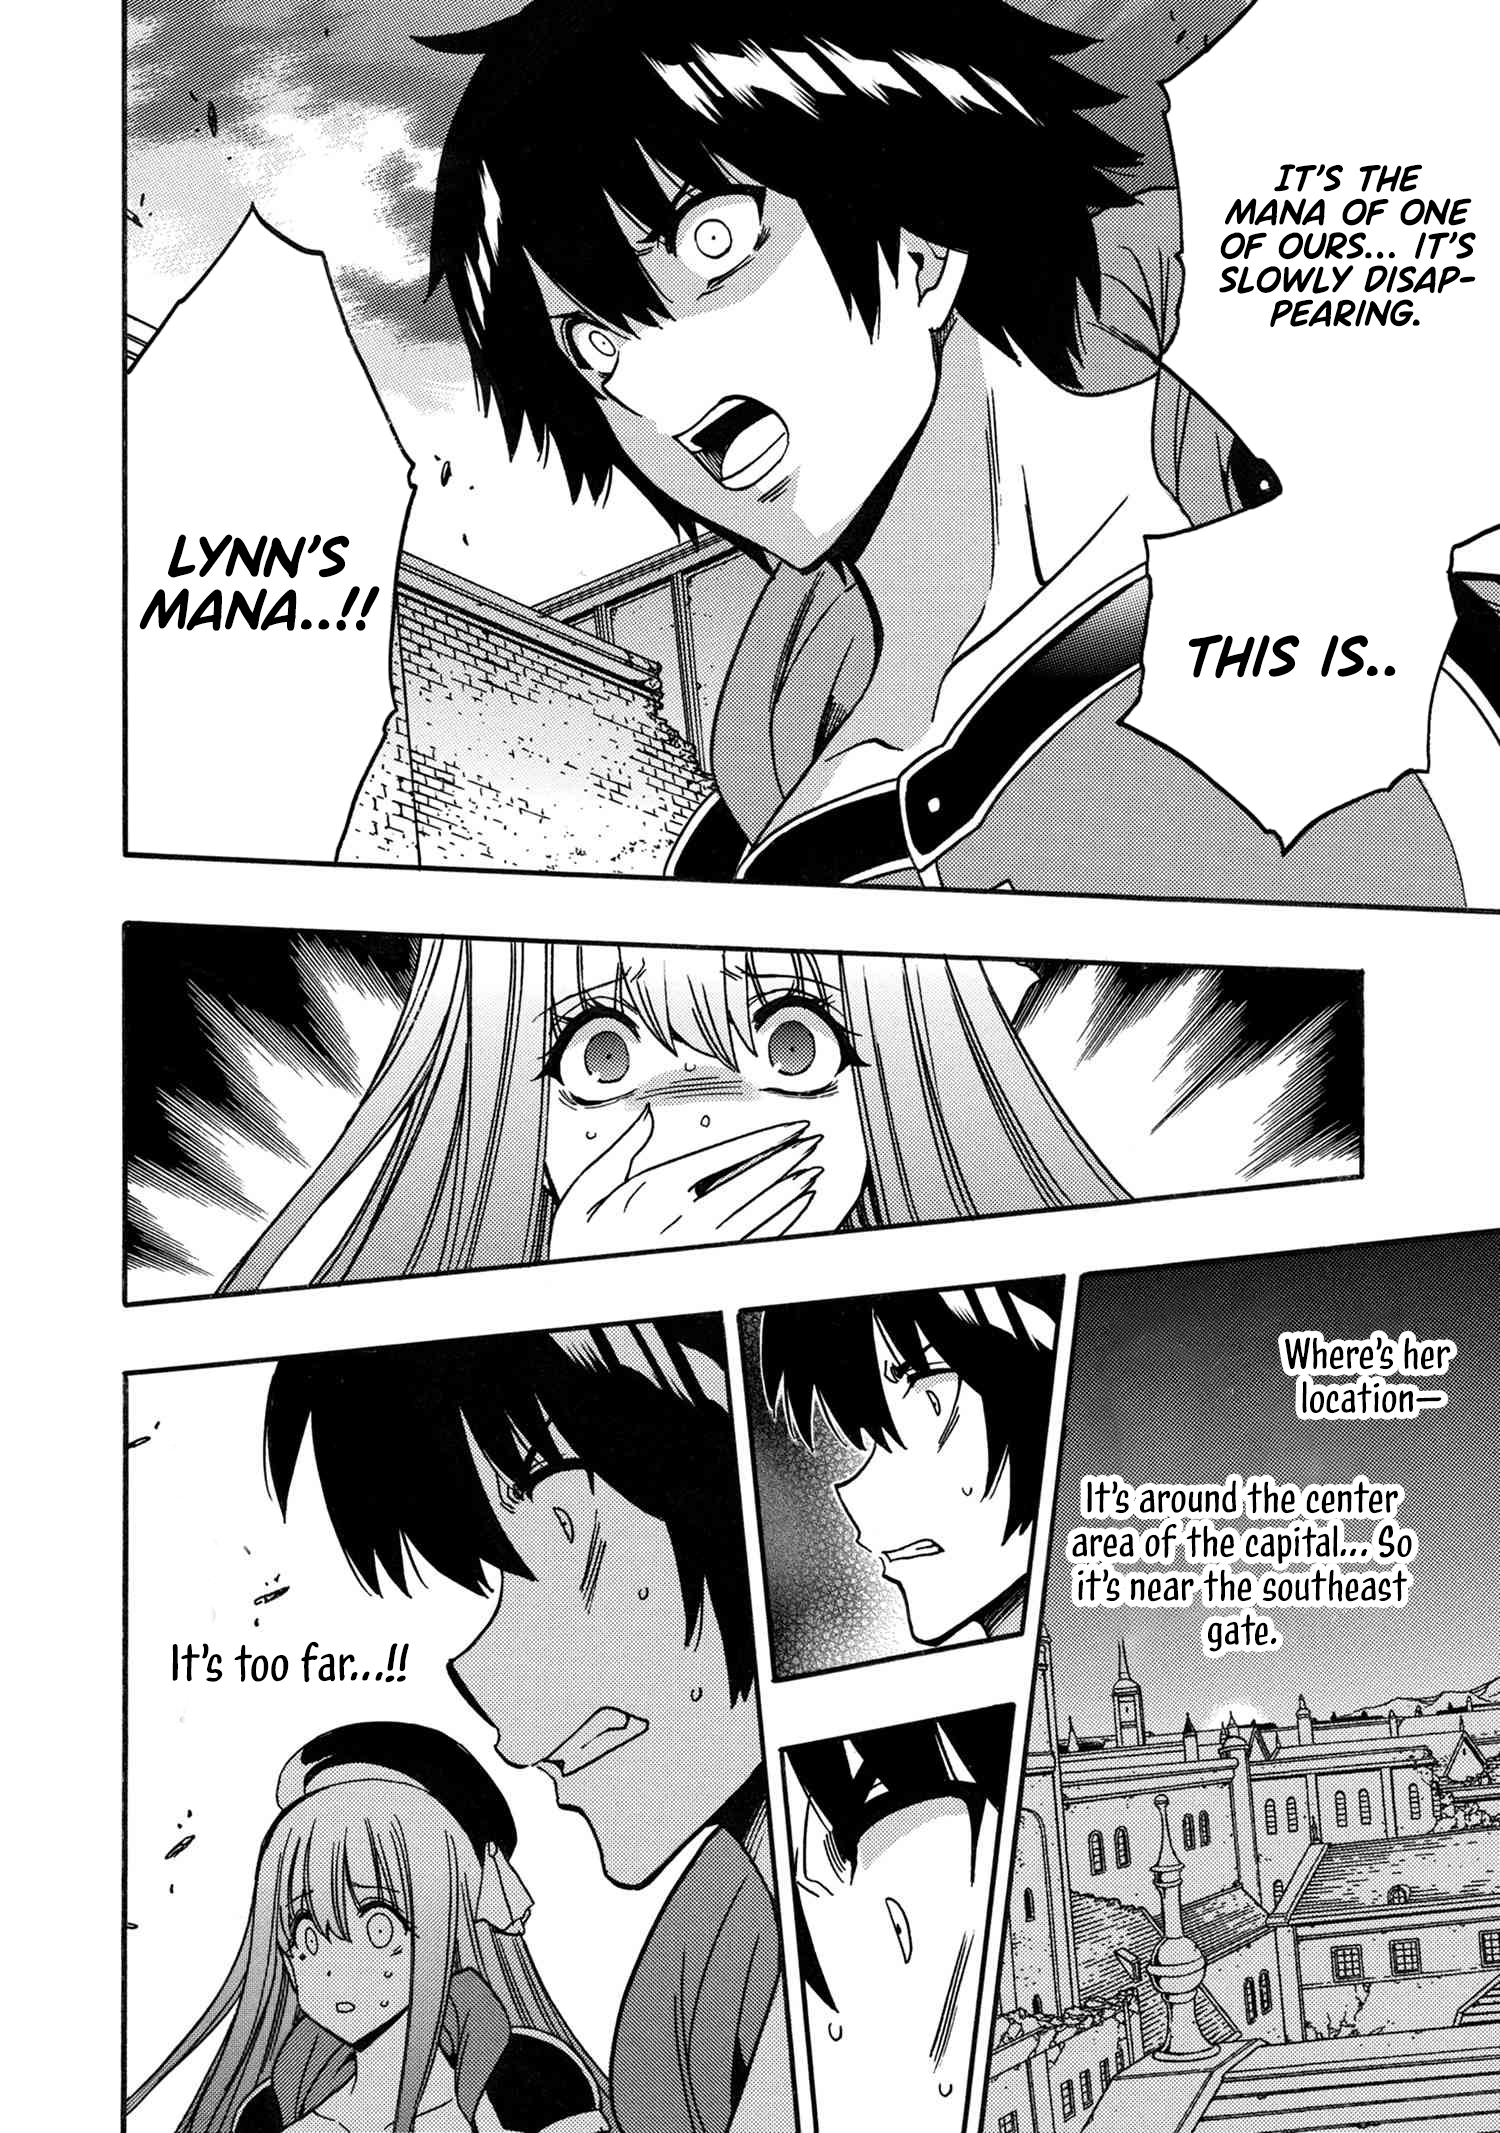 IT'S THE
MANA OF ONE
OF OURS... IT'S
SLOWLY DISAP-
PEARING.
THIS IS..
LYNN'S
MANA..!!
Where's her
location—
It's around the center
area of the capital... So
it's near the southeast
gate.
It's too far...!!